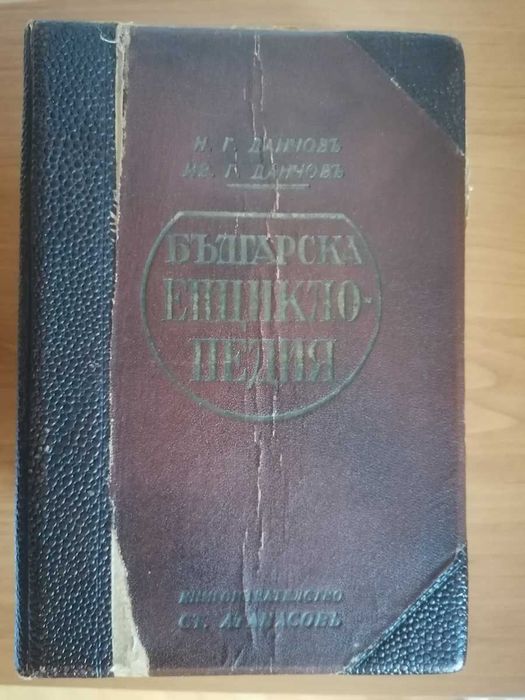 Н. Г. ДАНЧОВЪ
ИВ. Г. ДАНЧОВЪ
БЪЛГАРСКА
ЕНЦИКЛО-
ПЕДИЯ
КНИГОИЗДАТЕЛСТВО
СТ. АТАНАСОВЪ